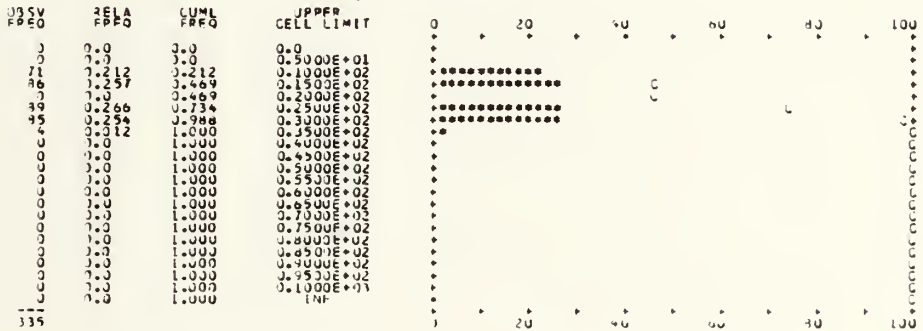 OBSV RELA CUML UPPER
FREQ FREQ FREQ CELL LIMIT 0 20 40 60 80 100
0 0.0 0.0 0.0
0 0.0 0.0 0.5000E+01
71 0.212 0.212 0.1000E+02
86 0.257 0.469 0.1500E+02 C
0 0.0 0.469 0.2000E+02 C
89 0.266 0.734 0.2500E+02 C
85 0.254 0.988 0.3000E+02 C
4 0.012 1.000 0.3500E+02 C
0 0.0 1.000 0.4000E+02 C
0 0.0 1.000 0.4500E+02 C
0 0.0 1.000 0.5000E+02 C
0 0.0 1.000 0.5500E+02 C
0 0.0 1.000 0.6000E+02 C
0 0.0 1.000 0.6500E+02 C
0 0.0 1.000 0.7000E+02 C
0 0.0 1.000 0.7500E+02 C
0 0.0 1.000 0.8000E+02 C
0 0.0 1.000 0.8500E+02 C
0 0.0 1.000 0.9000E+02 C
0 0.0 1.000 0.9500E+02 C
0 0.0 1.000 0.1000E+03 C
0 0.0 1.000 INF C
---
335 0 20 40 60 80 100